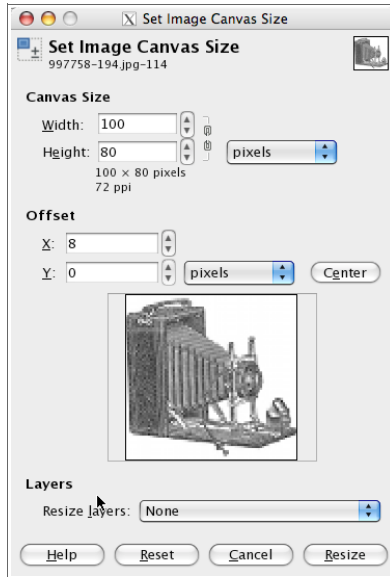 Set Image Canvas Size
Set Image Canvas Size
997758-194.jpg-114
Canvas Size
Width: 100
Height: 80 pixels
100 × 80 pixels
72 ppi
Offset
X: 8
Y: 0 pixels Center
Layers
Resize layers: None
Help Reset Cancel Resize